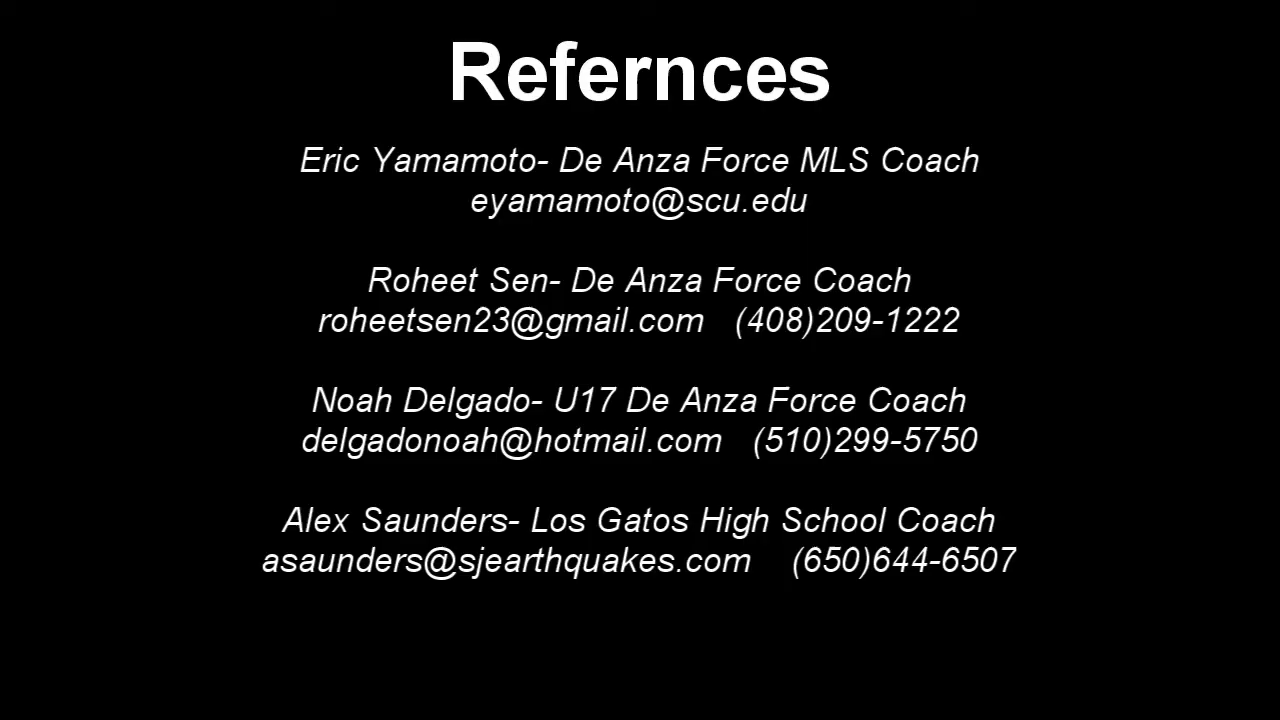 Refernces
Eric Yamamoto- De Anza Force MLS Coach
eyamamoto@scu.edu
Roheet Sen- De Anza Force Coach
roheetsen23@gmail.com   (408)209-1222
Noah Delgado- U17 De Anza Force Coach
delgadonoah@hotmail.com   (510)299-5750
Alex Saunders- Los Gatos High School Coach
asaunders@sjearthquakes.com    (650)644-6507